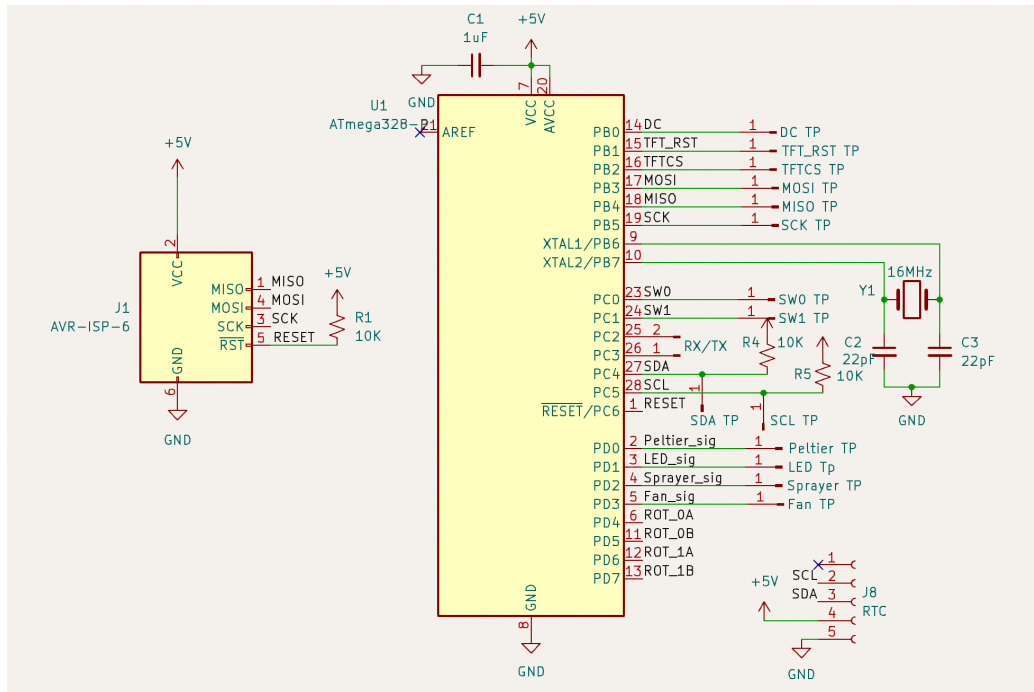 C1
1uF
+5V
GND
7
VCC
20
AVCC
U1
ATmega328-P
21 AREF
PB0 14 DC 1 DC TP
PB1 15 TFT_RST 1 TFT_RST TP
PB2 16 TFTCS 1 TFTCS TP
PB3 17 MOSI 1 MOSI TP
PB4 18 MISO 1 MISO TP
PB5 19 SCK 1 SCK TP
XTAL1/PB6 9
XTAL2/PB7 10
PC0 23 SW0 1 SW0 TP
PC1 24 SW1 1 SW1 TP
PC2 25 2
PC3 26 1
RX/TX
PC4 27 SDA
PC5 28 SCL
RESET/PC6 1 RESET
R4 10K
R5
10K
1
SDA TP
1
SCL TP
PD0 2 Peltier_sig 1 Peltier TP
PD1 3 LED_sig 1 LED Tp
PD2 4 Sprayer_sig 1 Sprayer TP
PD3 5 Fan_sig 1 Fan TP
PD4 6 ROT_0A
PD5 11 ROT_0B
PD6 12 ROT_1A
PD7 13 ROT_1B
GND
8
GND
+5V
2
VCC
J1
AVR-ISP-6
MISO 1 MISO
MOSI 4 MOSI
SCK 3 SCK
RST 5 RESET
GND
6
GND
+5V
R1
10K
16MHz
Y1
C2
22pF
C3
22pF
GND
1
SCL 2
SDA 3
4
5
J8
RTC
+5V
GND